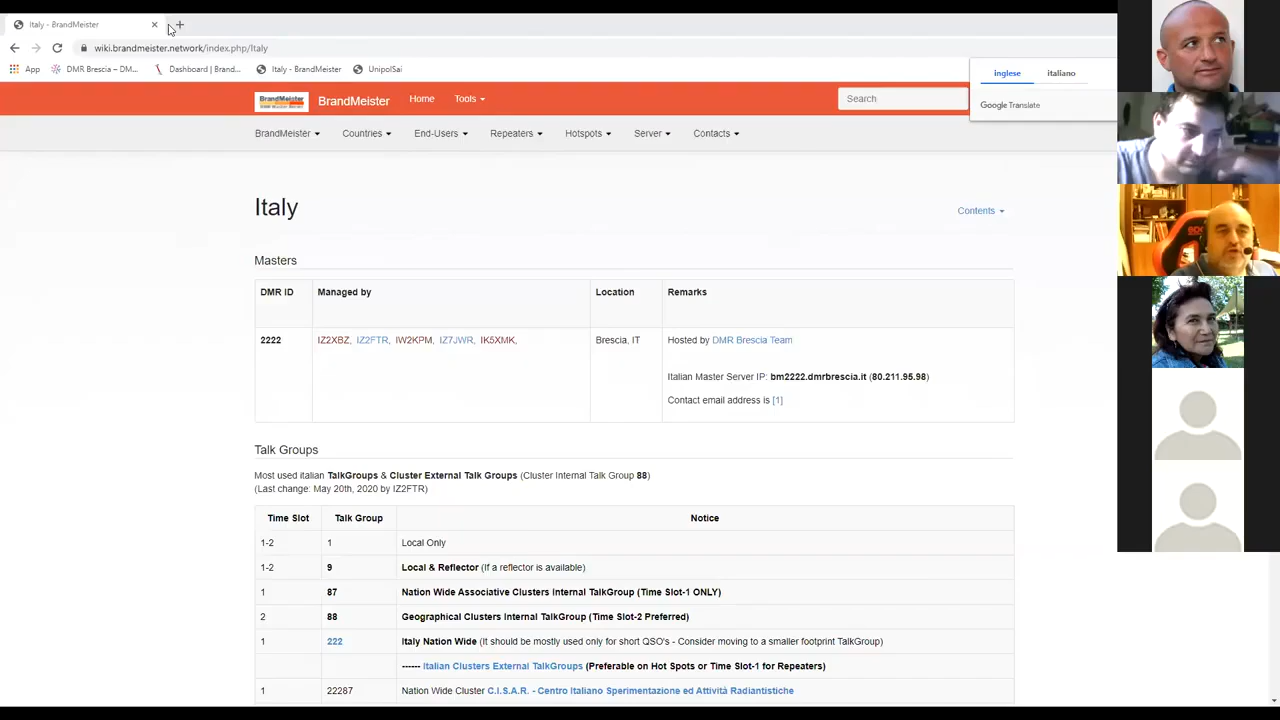 Italy - BrandMeister
wiki.brandmeister.network/index.php/Italy
App DMR Brescia – DM... Dashboard | Brand... Italy - BrandMeister UnipolSai
inglese italiano
Google Translate
BrandMeister BrandMeister Home Tools Search
BrandMeister Countries End-Users Repeaters Hotspots Server Contacts
Italy
Contents
Masters
DMR ID Managed by Location Remarks
2222 IZ2XBZ, IZ2FTR, IW2KPM, IZ7JWR, IK5XMK, Brescia, IT Hosted by DMR Brescia Team
Italian Master Server IP: bm2222.dmrbrescia.it (80.211.95.98)
Contact email address is [1]
Talk Groups
Most used italian TalkGroups & Cluster External Talk Groups (Cluster Internal Talk Group 88)
(Last change: May 20th, 2020 by IZ2FTR)
Time Slot Talk Group Notice
1-2 1 Local Only
1-2 9 Local & Reflector (If a reflector is available)
1 87 Nation Wide Associative Clusters Internal TalkGroup (Time Slot-1 ONLY)
2 88 Geographical Clusters Internal TalkGroup (Time Slot-2 Preferred)
1 222 Italy Nation Wide (It should be mostly used only for short QSO's - Consider moving to a smaller footprint TalkGroup)
------ Italian Clusters External TalkGroups (Preferable on Hot Spots or Time Slot-1 for Repeaters)
1 22287 Nation Wide Cluster C.I.S.A.R. - Centro Italiano Sperimentazione ed Attività Radiantistiche